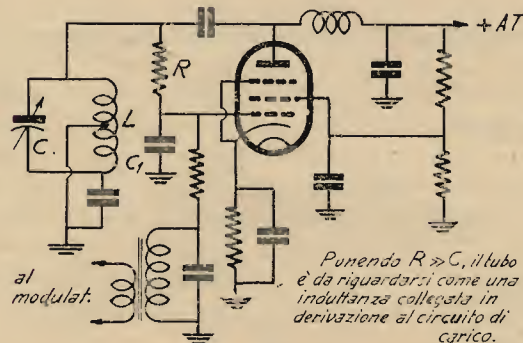 + AT
R
L
C.
C1
al
modulat.
Ponendo R >> C, il tubo
è da riguardarsi come una
induttanza collegata in
derivazione al circuito di
carico.